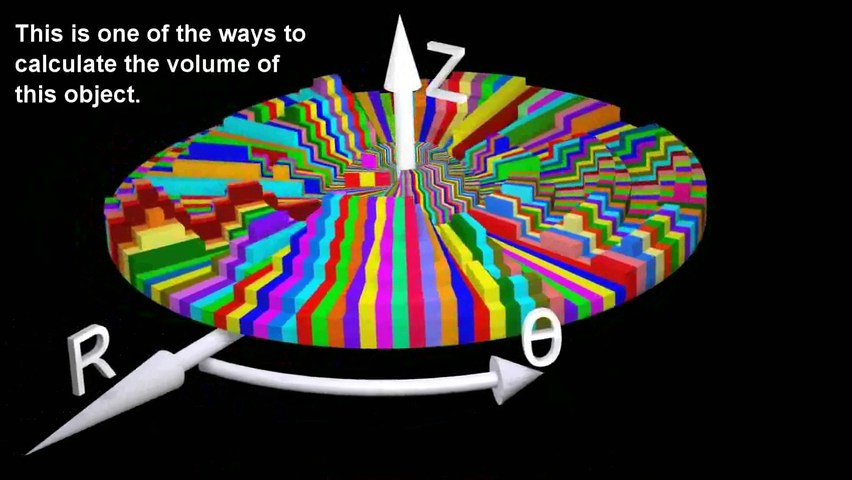 This is one of the ways to
calculate the volume of
this object.
Z
R
θ